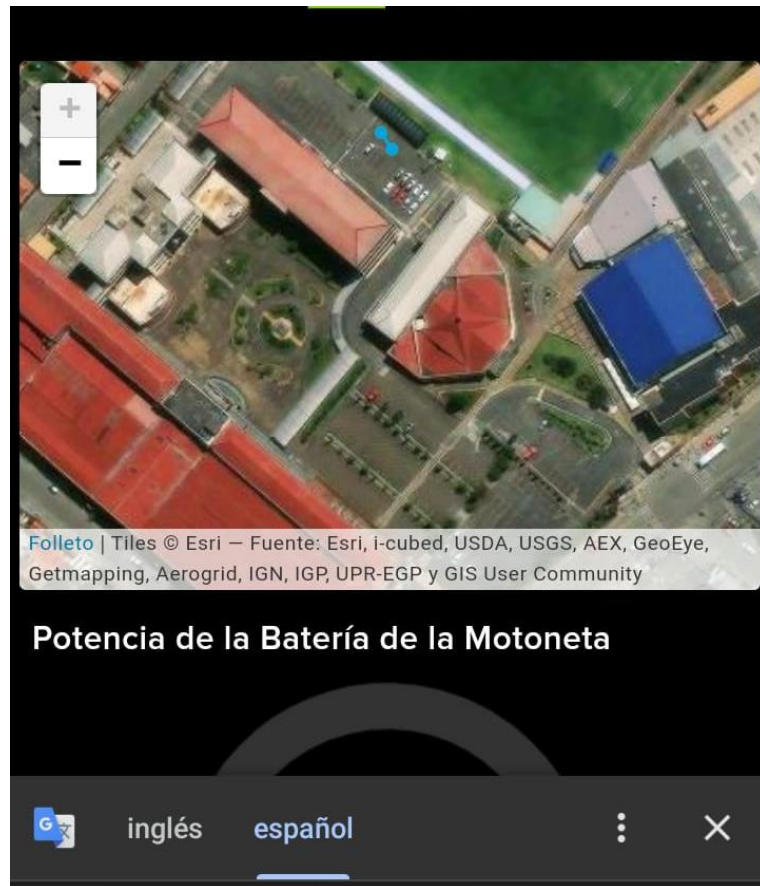 +
−
Folleto | Tiles © Esri — Fuente: Esri, i-cubed, USDA, USGS, AEX, GeoEye,
Getmapping, Aerogrid, IGN, IGP, UPR-EGP y GIS User Community
Potencia de la Batería de la Motoneta
G 文
inglés español